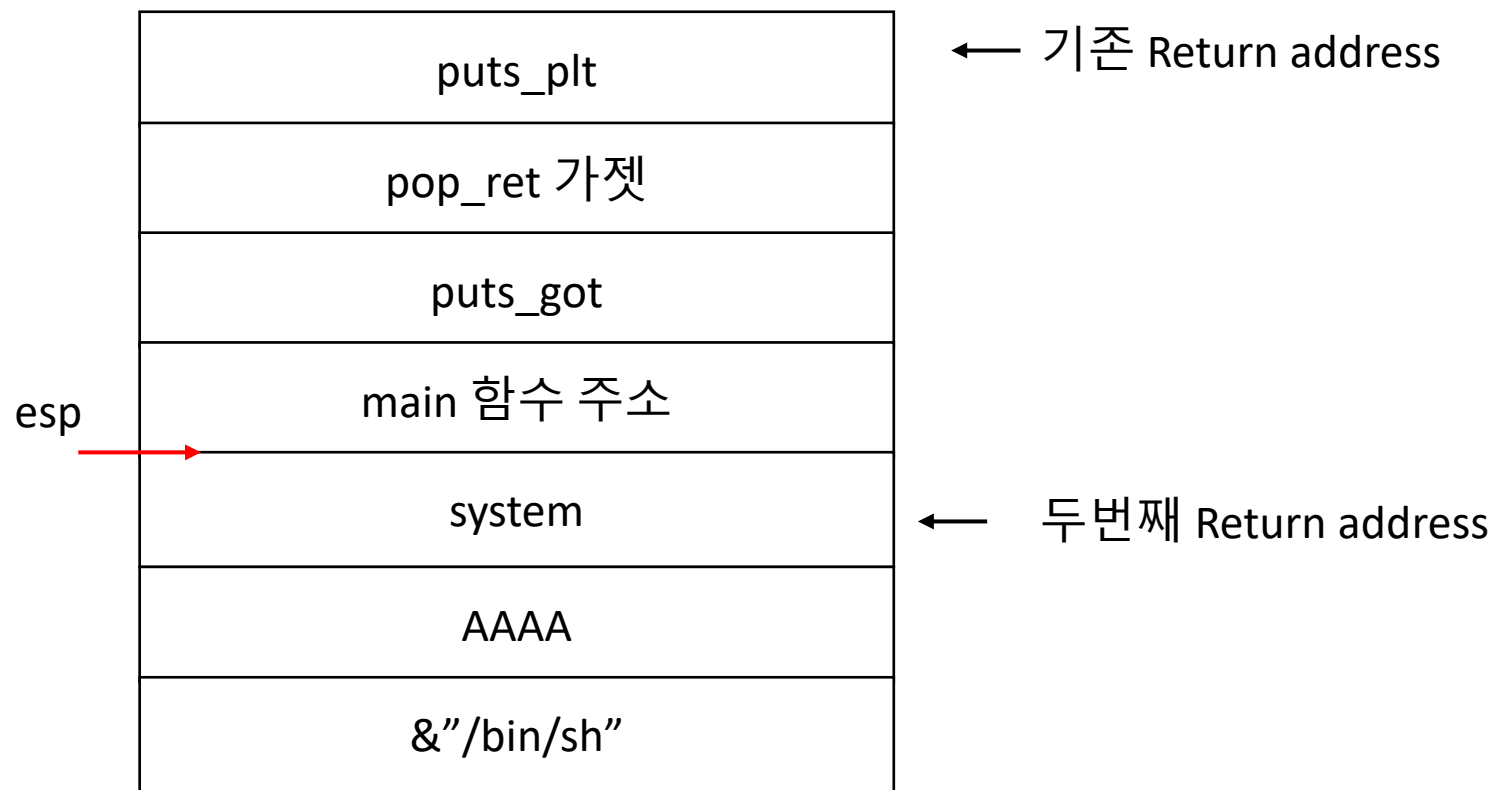 puts_plt
기존 Return address
pop_ret 가젯
puts_got
main 함수 주소
esp
system
두번째 Return address
AAAA
&”/bin/sh”